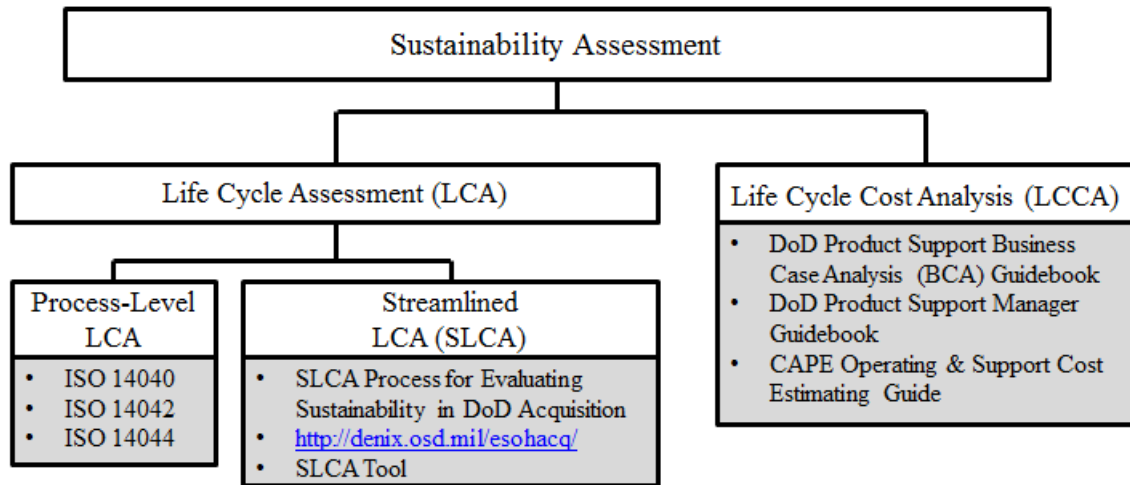 Sustainability Assessment
Life Cycle Assessment (LCA)
Process-Level
LCA
• ISO 14040
• ISO 14042
• ISO 14044
Streamlined
LCA (SLCA)
• SLCA Process for Evaluating
Sustainability in DoD Acquisition
• http://denix.osd.mil/esohacq/
• SLCA Tool
Life Cycle Cost Analysis (LCCA)
• DoD Product Support Business
Case Analysis (BCA) Guidebook
• DoD Product Support Manager
Guidebook
• CAPE Operating & Support Cost
Estimating Guide